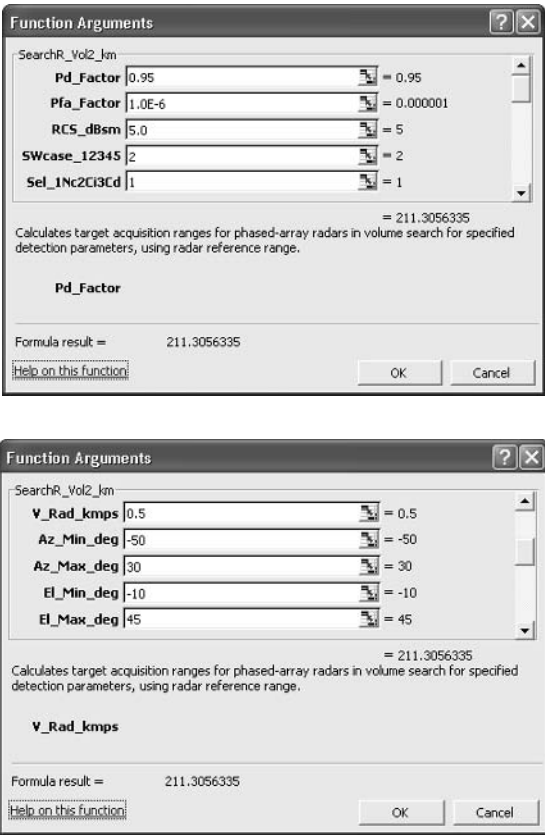 Function Arguments
SearchR_Vol2_km
Pd_Factor 0.95 = 0.95
Pfa_Factor 1.0E-6 = 0.000001
RCS_dBsm 5.0 = 5
SWcase_12345 2 = 2
Sel_1Nc2Ci3Cd 1 = 1
= 211.3056335
Calculates target acquisition ranges for phased-array radars in volume search for specified
detection parameters, using radar reference range.
Pd_Factor
Formula result = 211.3056335
Help on this function OK Cancel
Function Arguments
SearchR_Vol2_km
V_Rad_kmps 0.5 = 0.5
Az_Min_deg -50 = -50
Az_Max_deg 30 = 30
El_Min_deg -10 = -10
El_Max_deg 45 = 45
= 211.3056335
Calculates target acquisition ranges for phased-array radars in volume search for specified
detection parameters, using radar reference range.
V_Rad_kmps
Formula result = 211.3056335
Help on this function OK Cancel